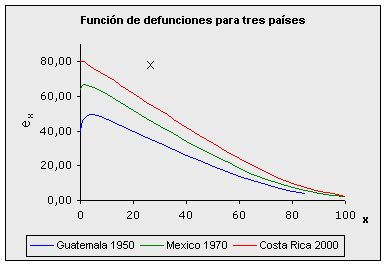 Función de defunciones para tres países
80,00
60,00
40,00
20,00
0,00
eₓ
0 20 40 60 80 100
x
Guatemala 1950 Mexico 1970 Costa Rica 2000